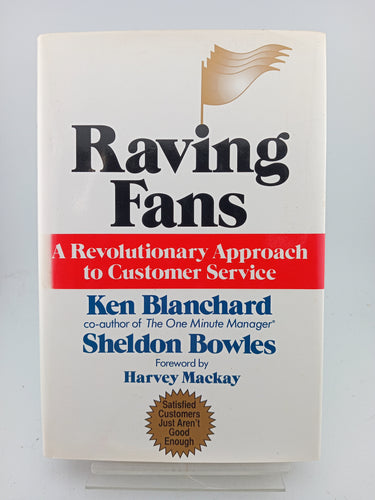 Raving
Fans
A Revolutionary Approach
to Customer Service
Ken Blanchard
co-author of The One Minute Manager®
Sheldon Bowles
Foreword by
Harvey Mackay
Satisfied
Customers
Just Aren't
Good
Enough